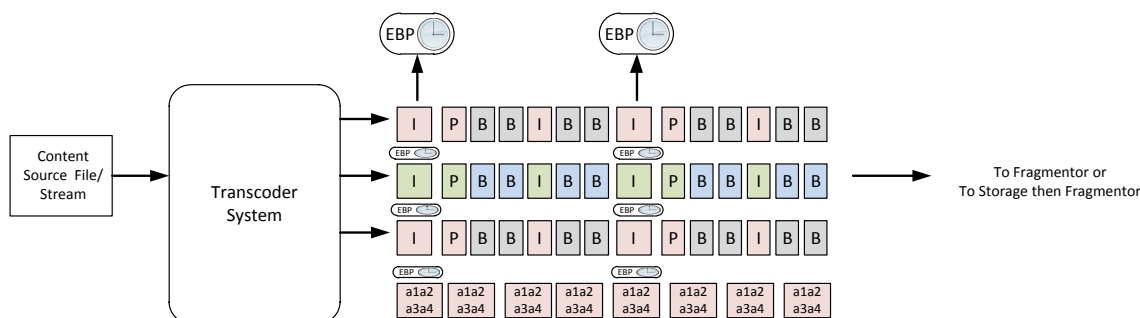 EBP EBP
I P B B I B B I P B B I B B
EBP EBP
Content
Source File/
Stream
Transcoder
System
I P B B I B B I P B B I B B
To Fragmentor or
To Storage then Fragmentor
EBP EBP
I P B B I B B I P B B I B B
EBP EBP
a1a2 a1a2 a1a2 a1a2 a1a2 a1a2 a1a2 a1a2
a3a4 a3a4 a3a4 a3a4 a3a4 a3a4 a3a4 a3a4